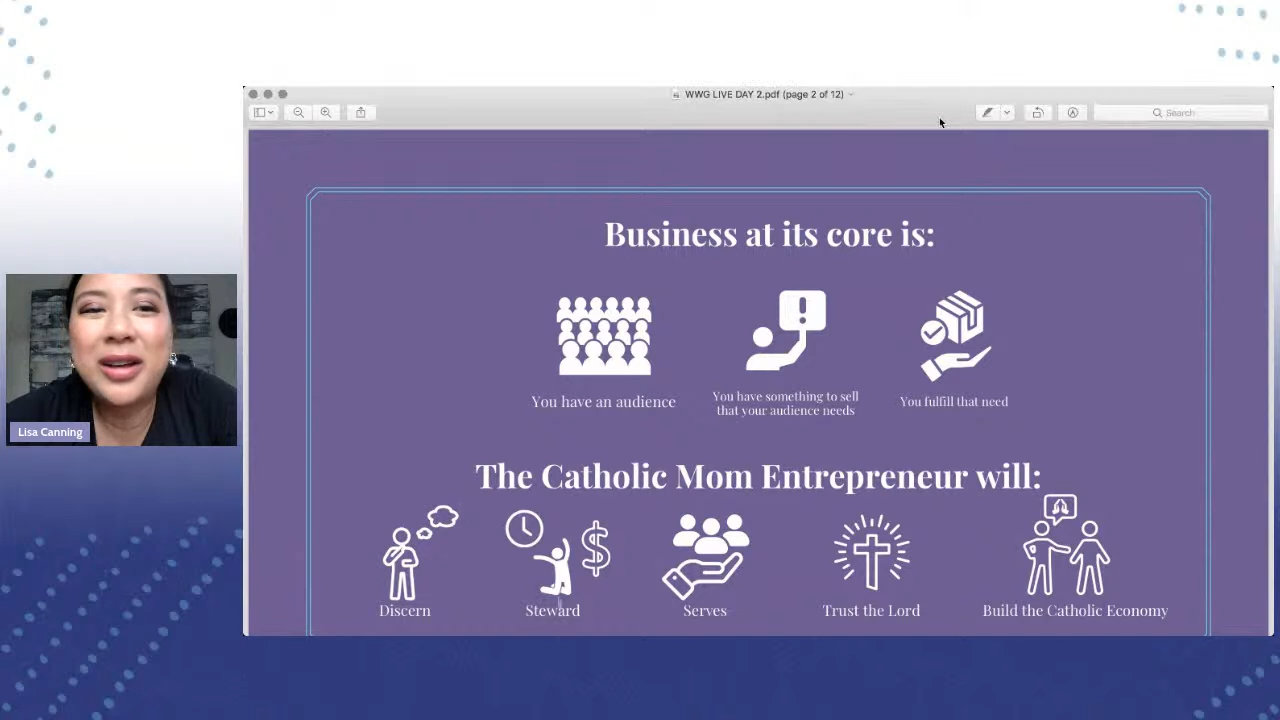 WWG LIVE DAY 2.pdf (page 2 of 12)
Search
Business at its core is:
You have an audience
You have something to sell
that your audience needs
You fulfill that need
The Catholic Mom Entrepreneur will:
Discern
Steward
Serves
Trust the Lord
Build the Catholic Economy
Lisa Canning